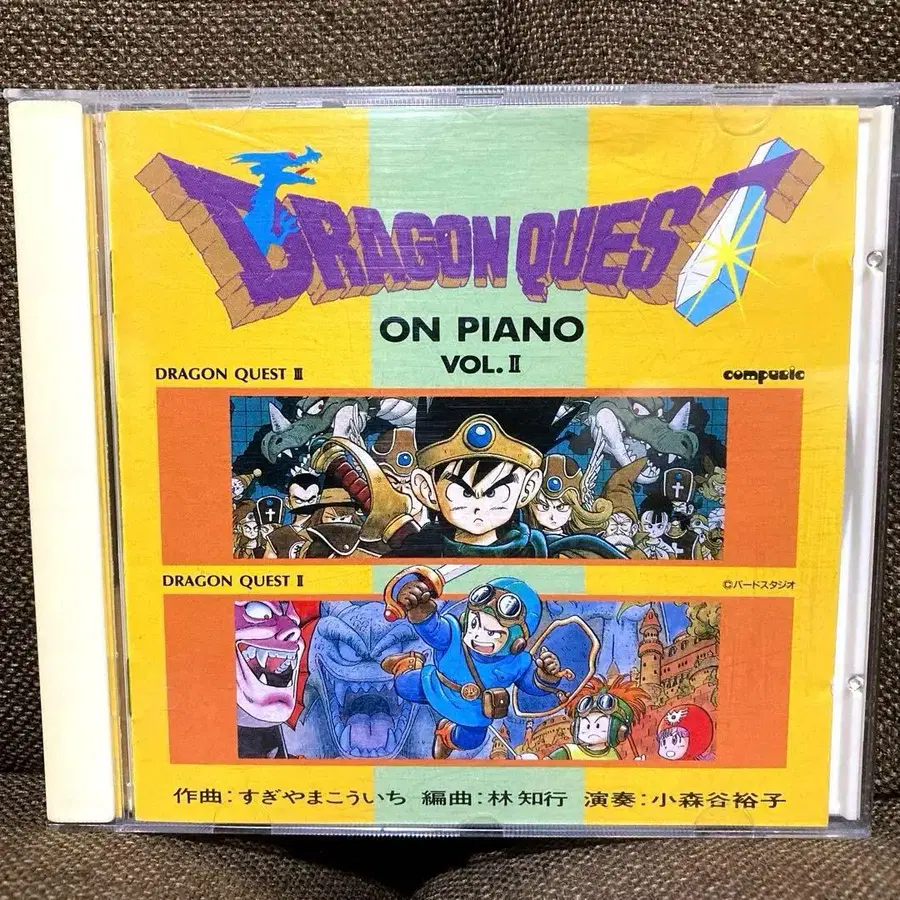 DRAGON QUEST
ON PIANO
VOL.Ⅱ
DRAGON QUEST Ⅲ
compusic
DRAGON QUEST Ⅱ
©バードスタジオ
作曲:すぎやまこういち 編曲:林 知行 演奏:小森谷裕子